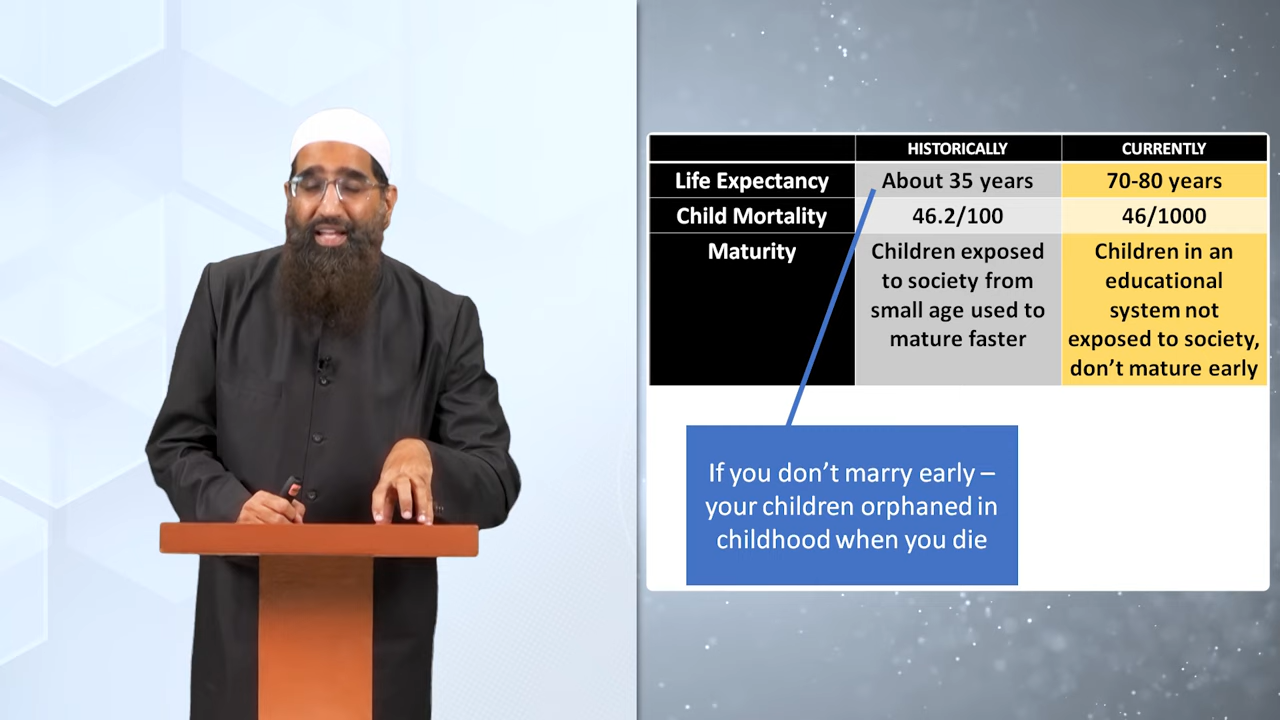 HISTORICALLY CURRENTLY
Life Expectancy About 35 years 70-80 years
Child Mortality 46.2/100 46/1000
Maturity
Children exposed
to society from
small age used to
mature faster
Children in an
educational
system not
exposed to society,
don’t mature early
If you don’t marry early –
your children orphaned in
childhood when you die